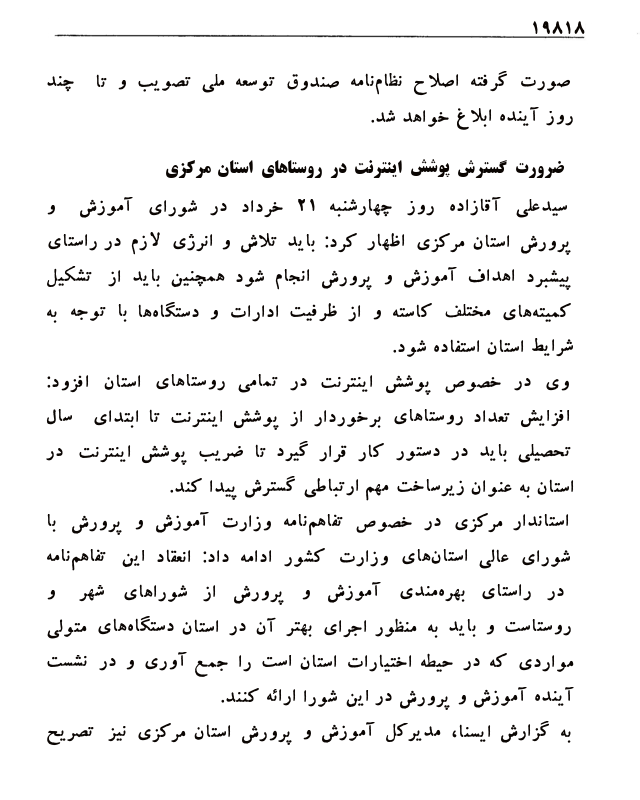 ۱۹۸۱۸
صورت گرفته اصلاح نظام‌نامه صندوق توسعه ملی تصویب و تا چند
روز آینده ابلاغ خواهد شد.
ضرورت گسترش پوشش اینترنت در روستاهای استان مرکزی
سیدعلی آقازاده روز چهارشنبه ۲۱ خرداد در شورای آموزش و
پرورش استان مرکزی اظهار کرد: باید تلاش و انرژی لازم در راستای
پیشبرد اهداف آموزش و پرورش انجام شود همچنین باید از تشکیل
کمیته‌های مختلف کاسته و از ظرفیت ادارات و دستگاه‌ها با توجه به
شرایط استان استفاده شود.
وی در خصوص پوشش اینترنت در تمامی روستاهای استان افزود:
افزایش تعداد روستاهای برخوردار از پوشش اینترنت تا ابتدای سال
تحصیلی باید در دستور کار قرار گیرد تا ضریب پوشش اینترنت در
استان به عنوان زیرساخت مهم ارتباطی گسترش پیدا کند.
استاندار مرکزی در خصوص تفاهم‌نامه وزارت آموزش و پرورش با
شورای عالی استان‌های وزارت کشور ادامه داد: انعقاد این تفاهم‌نامه
در راستای بهره‌مندی آموزش و پرورش از شوراهای شهر و
روستاست و باید به منظور اجرای بهتر آن در استان دستگاه‌های متولی
مواردی که در حیطه اختیارات استان است را جمع آوری و در نشست
آینده آموزش و پرورش در این شورا ارائه کنند.
به گزارش ایسنا، مدیرکل آموزش و پرورش استان مرکزی نیز تصریح